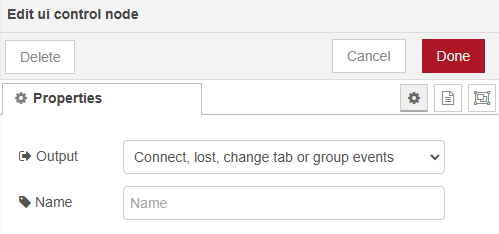 Edit ui control node
Delete
Cancel
Done
Properties
Output
Connect, lost, change tab or group events
Name
Name